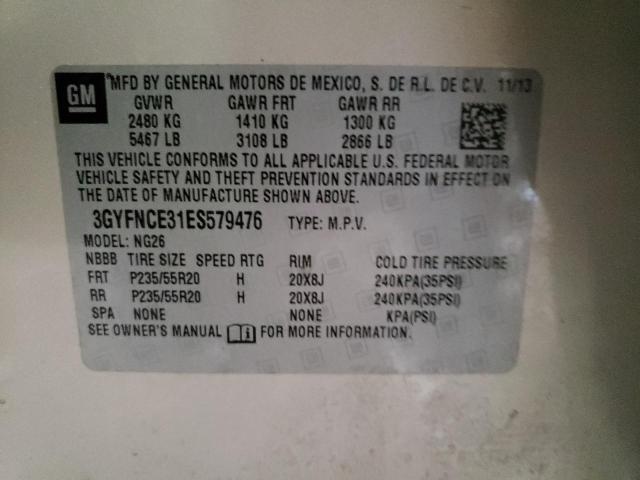 GM
MFD BY GENERAL MOTORS DE MEXICO, S. DE R.L. DE C.V. 11/13
GVWR GAWR FRT GAWR RR
2480 KG 1410 KG 1300 KG
5467 LB 3108 LB 2866 LB
THIS VEHICLE CONFORMS TO ALL APPLICABLE U.S. FEDERAL MOTOR
VEHICLE SAFETY AND THEFT PREVENTION STANDARDS IN EFFECT ON
THE DATE OF MANUFACTURE SHOWN ABOVE.
3GYFNCE31ES579476 TYPE: M.P.V.
MODEL: NG26
NBBB TIRE SIZE SPEED RTG RIM COLD TIRE PRESSURE
FRT P235/55R20 H 20X8J 240KPA(35PSI)
RR P235/55R20 H 20X8J 240KPA(35PSI)
SPA NONE NONE KPA(PSI)
SEE OWNER'S MANUAL FOR MORE INFORMATION.